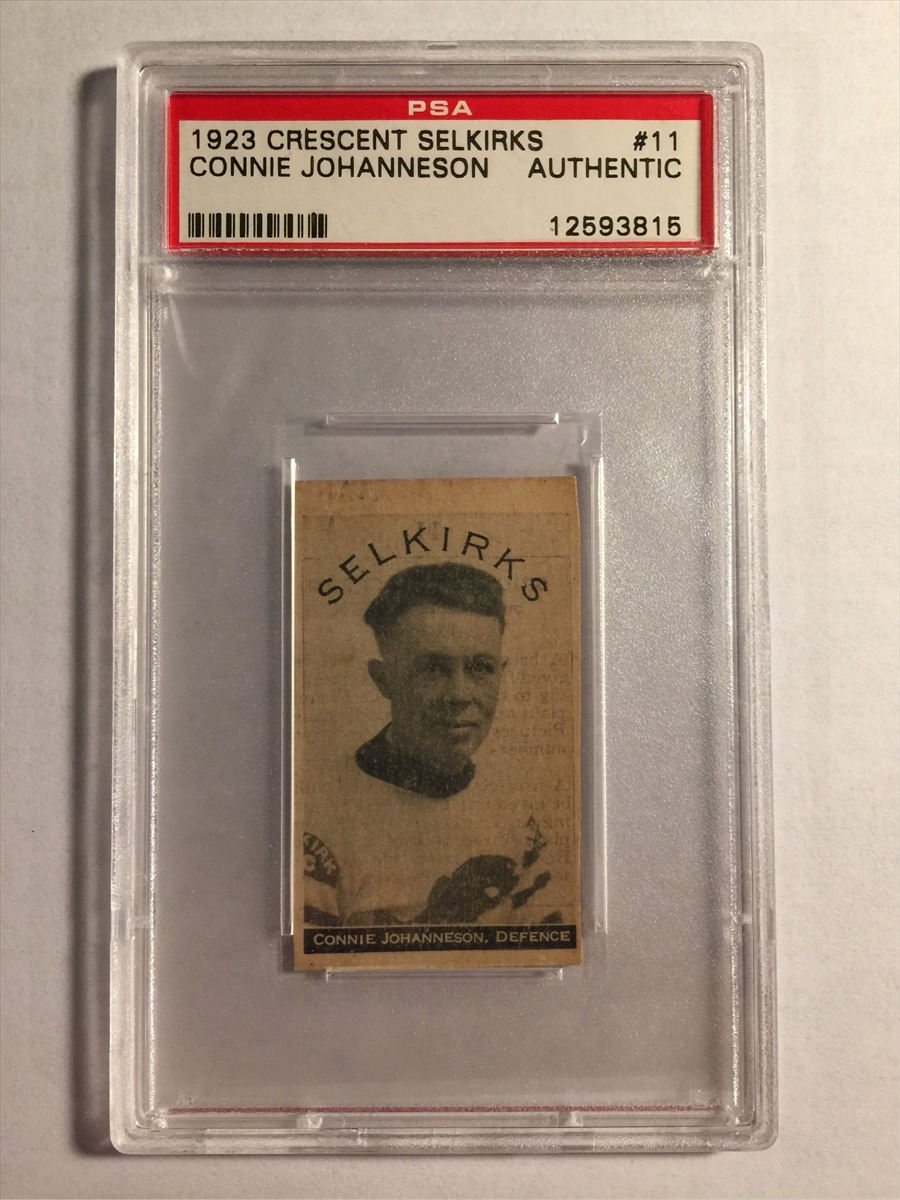 PSA
1923 CRESCENT SELKIRKS #11
CONNIE JOHANNESON AUTHENTIC
12593815
SELKIRKS
CONNIE JOHANNESON, DEFENCE